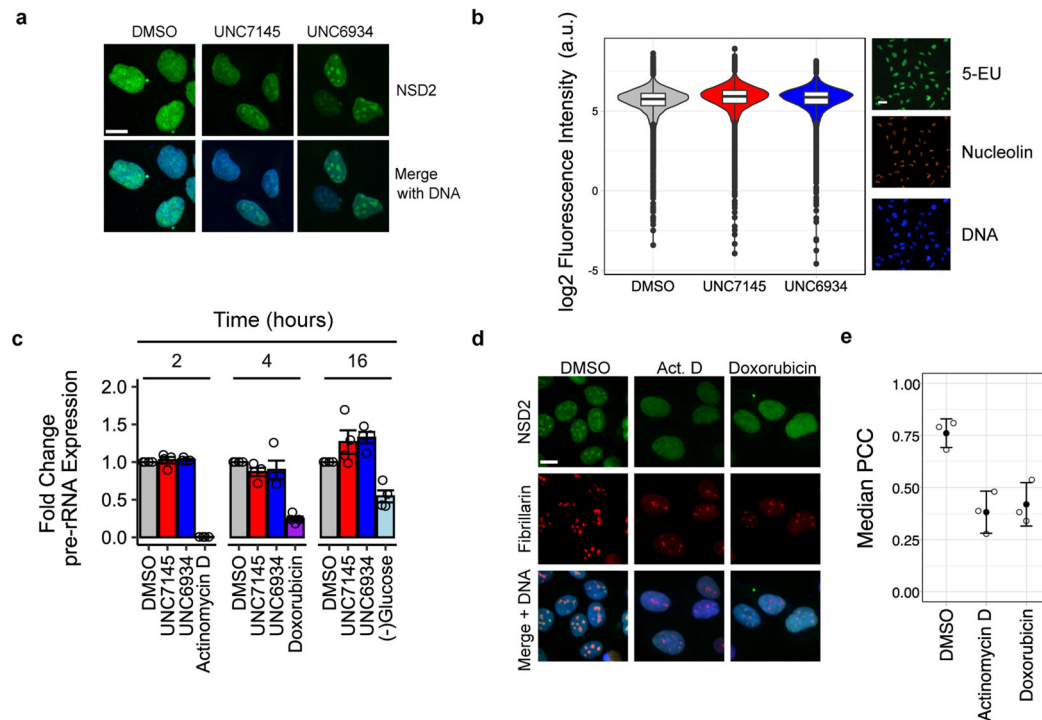 a
DMSO UNC7145 UNC6934
NSD2
Merge
with DNA
b
log2 Fluorescence Intensity (a.u.)
5
0
-5
DMSO UNC7145 UNC6934
5-EU
Nucleolin
DNA
c
Time (hours)
2 4 16
Fold Change
pre-rRNA Expression
2.0
1.5
1.0
0.5
0.0
DMSO
UNC7145
UNC6934
Actinomycin D
DMSO
UNC7145
UNC6934
Doxorubicin
DMSO
UNC7145
UNC6934
(-)Glucose
d
DMSO Act. D Doxorubicin
NSD2
Fibrillarin
Merge + DNA
e
Median PCC
1.00
0.75
0.50
0.25
0.00
DMSO
Actinomycin D
Doxorubicin